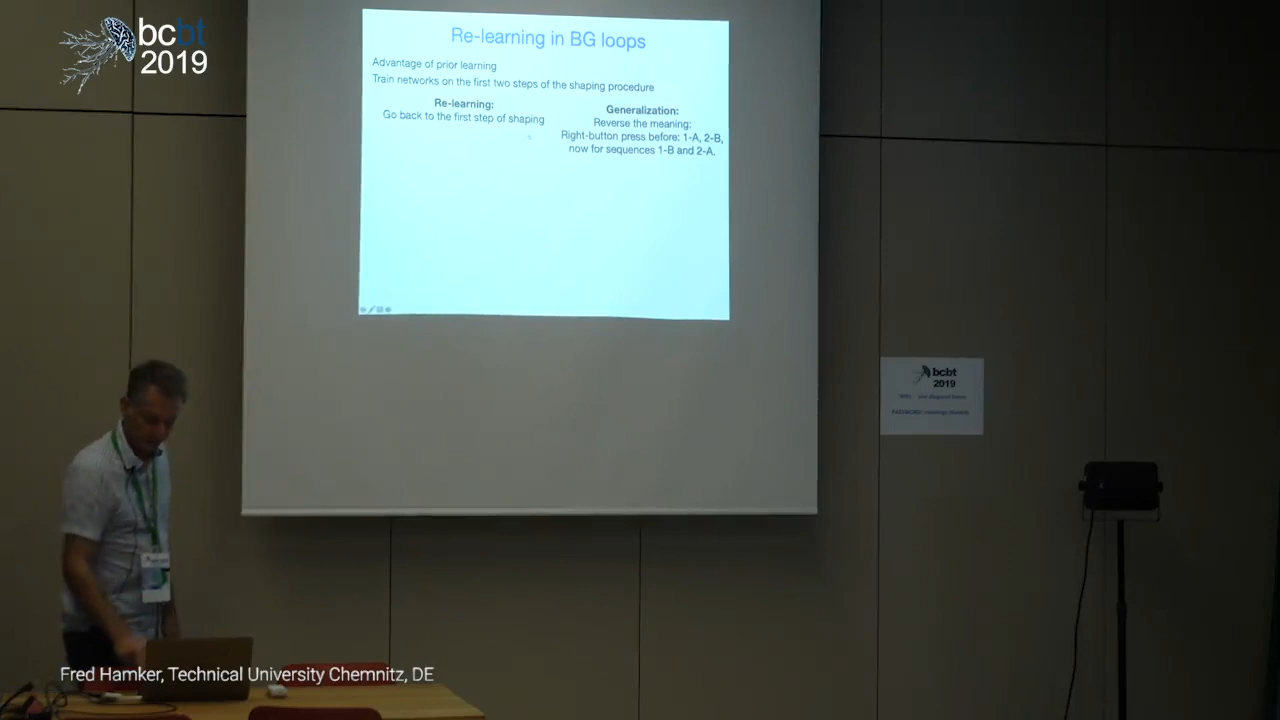 bcbt
2019
Re-learning in BG loops
Advantage of prior learning
Train networks on the first two steps of the shaping procedure
Re-learning:
Go back to the first step of shaping
Generalization:
Reverse the meaning:
Right-button press before: 1-A, 2-B,
now for sequences 1-B and 2-A.
bcbt
2019
Fred Hamker, Technical University Chemnitz, DE